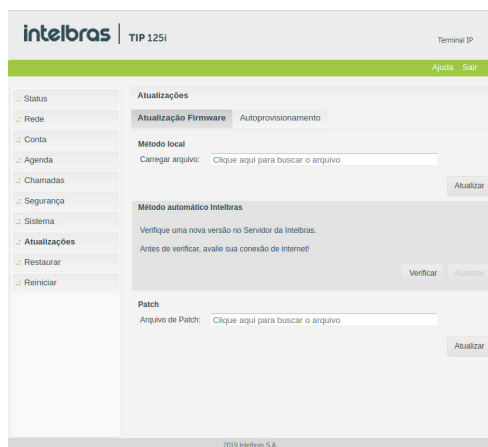 intelbras TIP 125i
Terminal IP
Ajuda Sair
.: Status
.: Rede
.: Conta
.: Agenda
.: Chamadas
.: Segurança
.: Sistema
.: Atualizações
.: Restaurar
.: Reiniciar
Atualizações
Atualização Firmware Autoprovisionamento
Método local
Carregar arquivo: Clique aqui para buscar o arquivo
Atualizar
Método automático Intelbras
Verifique uma nova versão no Servidor da Intelbras.
Antes de verificar, avalie sua conexão de internet!
Verificar Atualizar
Patch
Arquivo de Patch: Clique aqui para buscar o arquivo
Atualizar
2019 Intelbras S.A.